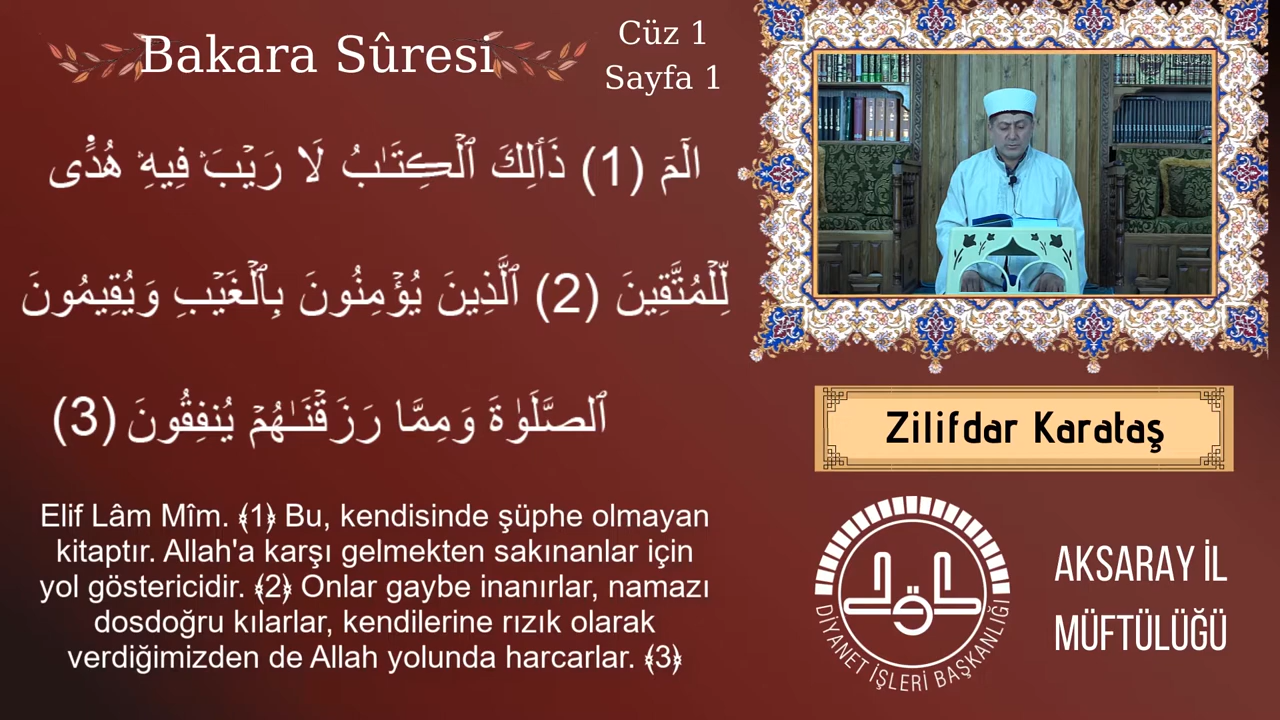 Bakara Sûresi
Cüz 1
Sayfa 1
الٓمٓ (1) ذَٰلِكَ ٱلْكِتَـٰبُ لَا رَيْبَ ۛ فِيهِ ۛ هُدًۭى
لِّلْمُتَّقِينَ (2) ٱلَّذِينَ يُؤْمِنُونَ بِٱلْغَيْبِ وَيُقِيمُونَ
ٱلصَّلَوٰةَ وَمِمَّا رَزَقْنَـٰهُمْ يُنفِقُونَ (3)
Elif Lâm Mîm. ﴾1﴿ Bu, kendisinde şüphe olmayan
kitaptır. Allah'a karşı gelmekten sakınanlar için
yol göstericidir. ﴾2﴿ Onlar gaybe inanırlar, namazı
dosdoğru kılarlar, kendilerine rızık olarak
verdiğimizden de Allah yolunda harcarlar. ﴾3﴿
Zilifdar Karataş
DİYANET İŞLERİ BAŞKANLIĞI
AKSARAY İL
MÜFTÜLÜĞÜ